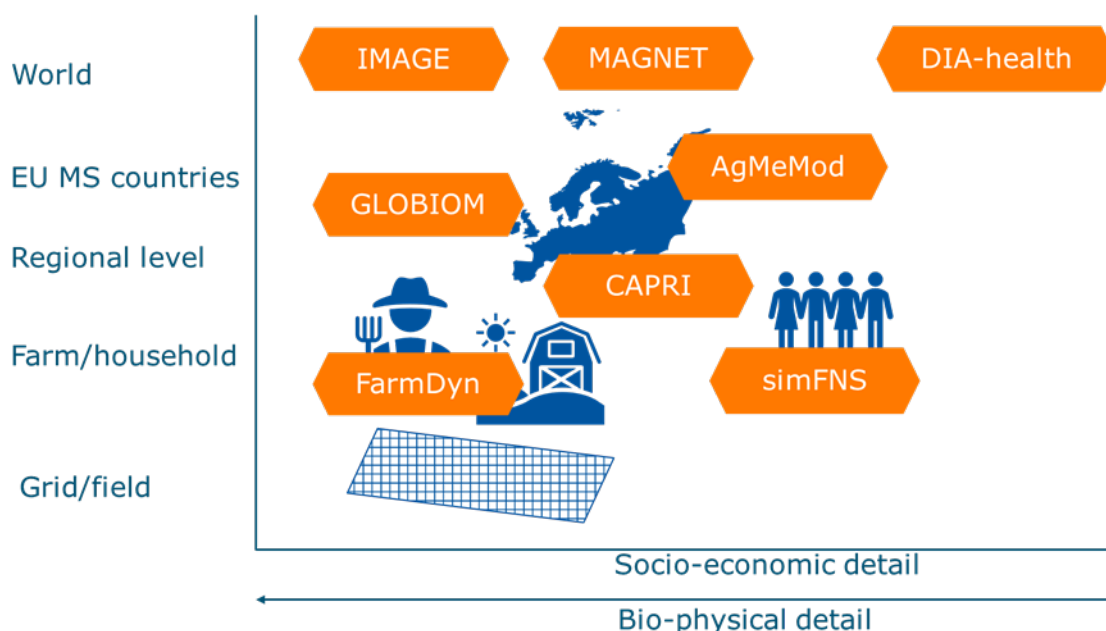 World
IMAGE
MAGNET
DIA-health
EU MS countries
AgMeMod
GLOBIOM
Regional level
CAPRI
Farm/household
FarmDyn
simFNS
Grid/field
Socio-economic detail
Bio-physical detail